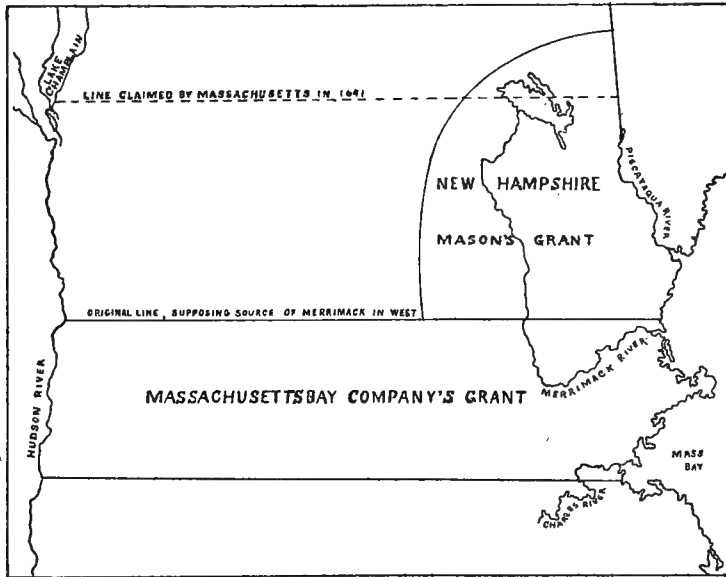 LAKE
CHAMPLAIN
LINE CLAIMED BY MASSACHUSETTS IN 1641
PISCATAQUA RIVER
NEW HAMPSHIRE
MASON'S GRANT
ORIGINAL LINE, SUPPOSING SOURCE OF MERRIMACK IN WEST
HUDSON RIVER
MERRIMACK RIVER
MASSACHUSETTSBAY COMPANY'S GRANT
MASS
BAY
CHARLES RIVER